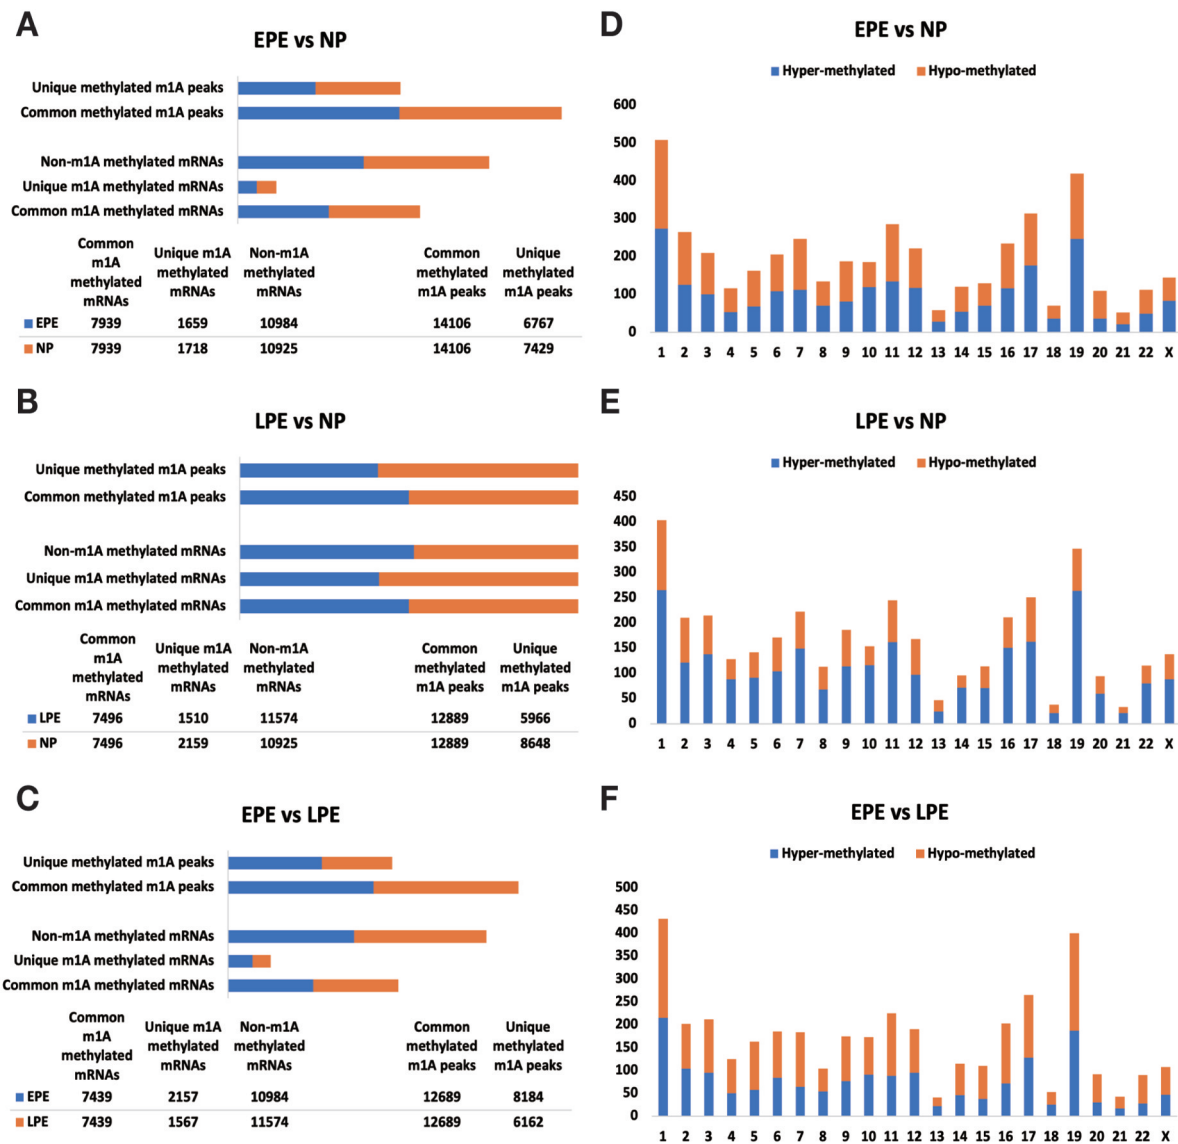 A
EPE vs NP
Unique methylated m1A peaks
Common methylated m1A peaks
Non-m1A methylated mRNAs
Unique m1A methylated mRNAs
Common m1A methylated mRNAs
Common m1A methylated mRNAs
Unique m1A methylated mRNAs
Non-m1A methylated mRNAs
Common methylated m1A peaks
Unique methylated m1A peaks
EPE 7939 1659 10984 14106 6767
NP 7939 1718 10925 14106 7429
B
LPE vs NP
Unique methylated m1A peaks
Common methylated m1A peaks
Non-m1A methylated mRNAs
Unique m1A methylated mRNAs
Common m1A methylated mRNAs
Common m1A methylated mRNAs
Unique m1A methylated mRNAs
Non-m1A methylated mRNAs
Common methylated m1A peaks
Unique methylated m1A peaks
LPE 7496 1510 11574 12889 5966
NP 7496 2159 10925 12889 8648
C
EPE vs LPE
Unique methylated m1A peaks
Common methylated m1A peaks
Non-m1A methylated mRNAs
Unique m1A methylated mRNAs
Common m1A methylated mRNAs
Common m1A methylated mRNAs
Unique m1A methylated mRNAs
Non-m1A methylated mRNAs
Common methylated m1A peaks
Unique methylated m1A peaks
EPE 7439 2157 10984 12689 8184
LPE 7439 1567 11574 12689 6162
D
EPE vs NP
Hyper-methylated Hypo-methylated
600
500
400
300
200
100
0
1 2 3 4 5 6 7 8 9 10 11 12 13 14 15 16 17 18 19 20 21 22 X
E
LPE vs NP
Hyper-methylated Hypo-methylated
450
400
350
300
250
200
150
100
50
0
1 2 3 4 5 6 7 8 9 10 11 12 13 14 15 16 17 18 19 20 21 22 X
F
EPE vs LPE
Hyper-methylated Hypo-methylated
500
450
400
350
300
250
200
150
100
50
0
1 2 3 4 5 6 7 8 9 10 11 12 13 14 15 16 17 18 19 20 21 22 X